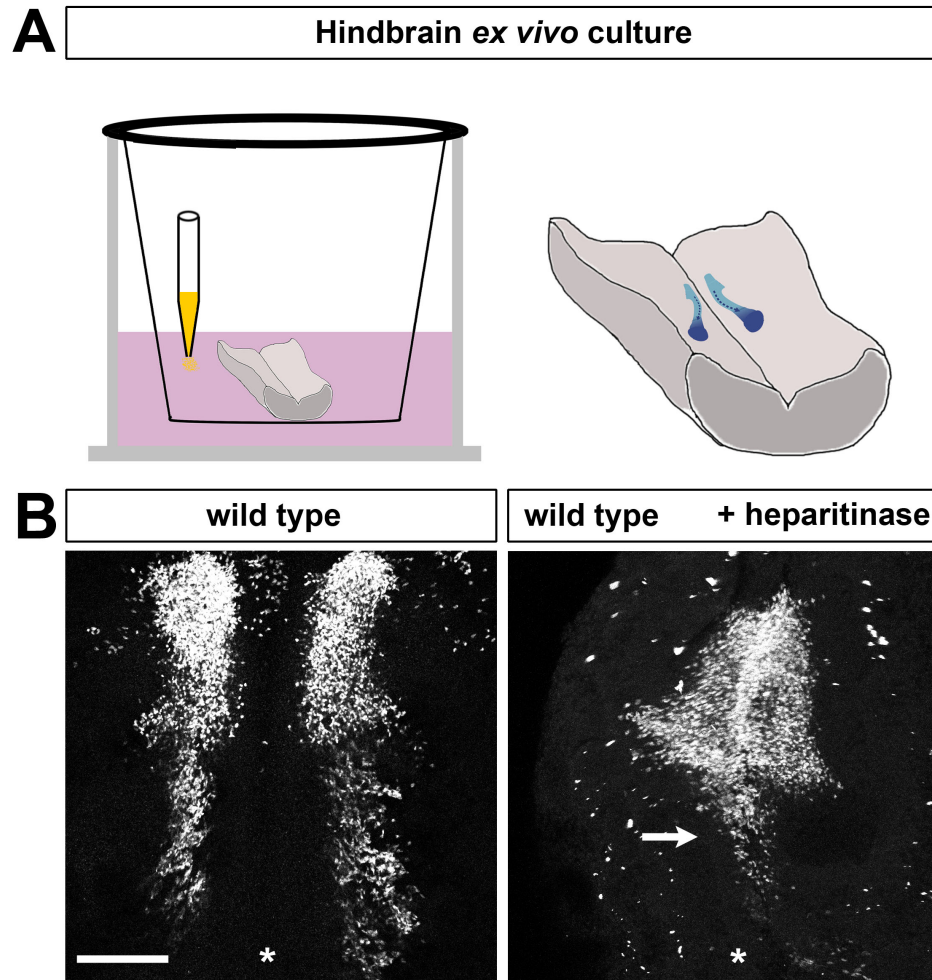 A
Hindbrain ex vivo culture
B
wild type
wild type + heparitinase
*
*